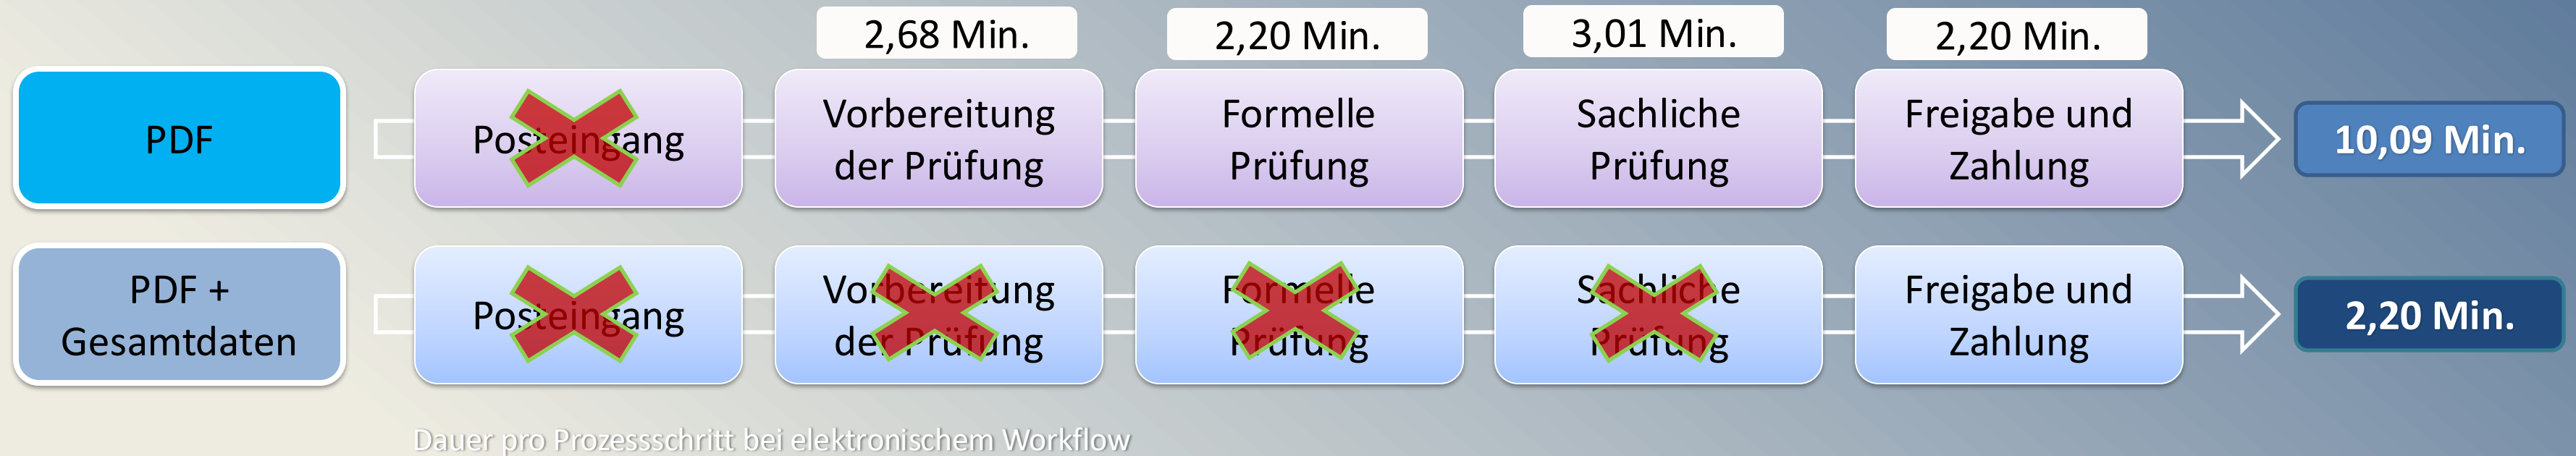 2,68 Min.
2,20 Min.
3,01 Min.
2,20 Min.
PDF
Posteingang
Vorbereitung
der Prüfung
Formelle
Prüfung
Sachliche
Prüfung
Freigabe und
Zahlung
10,09 Min.
PDF +
Gesamtdaten
Posteingang
Vorbereitung
der Prüfung
Formelle
Prüfung
Sachliche
Prüfung
Freigabe und
Zahlung
2,20 Min.
Dauer pro Prozessschritt bei elektronischem Workflow